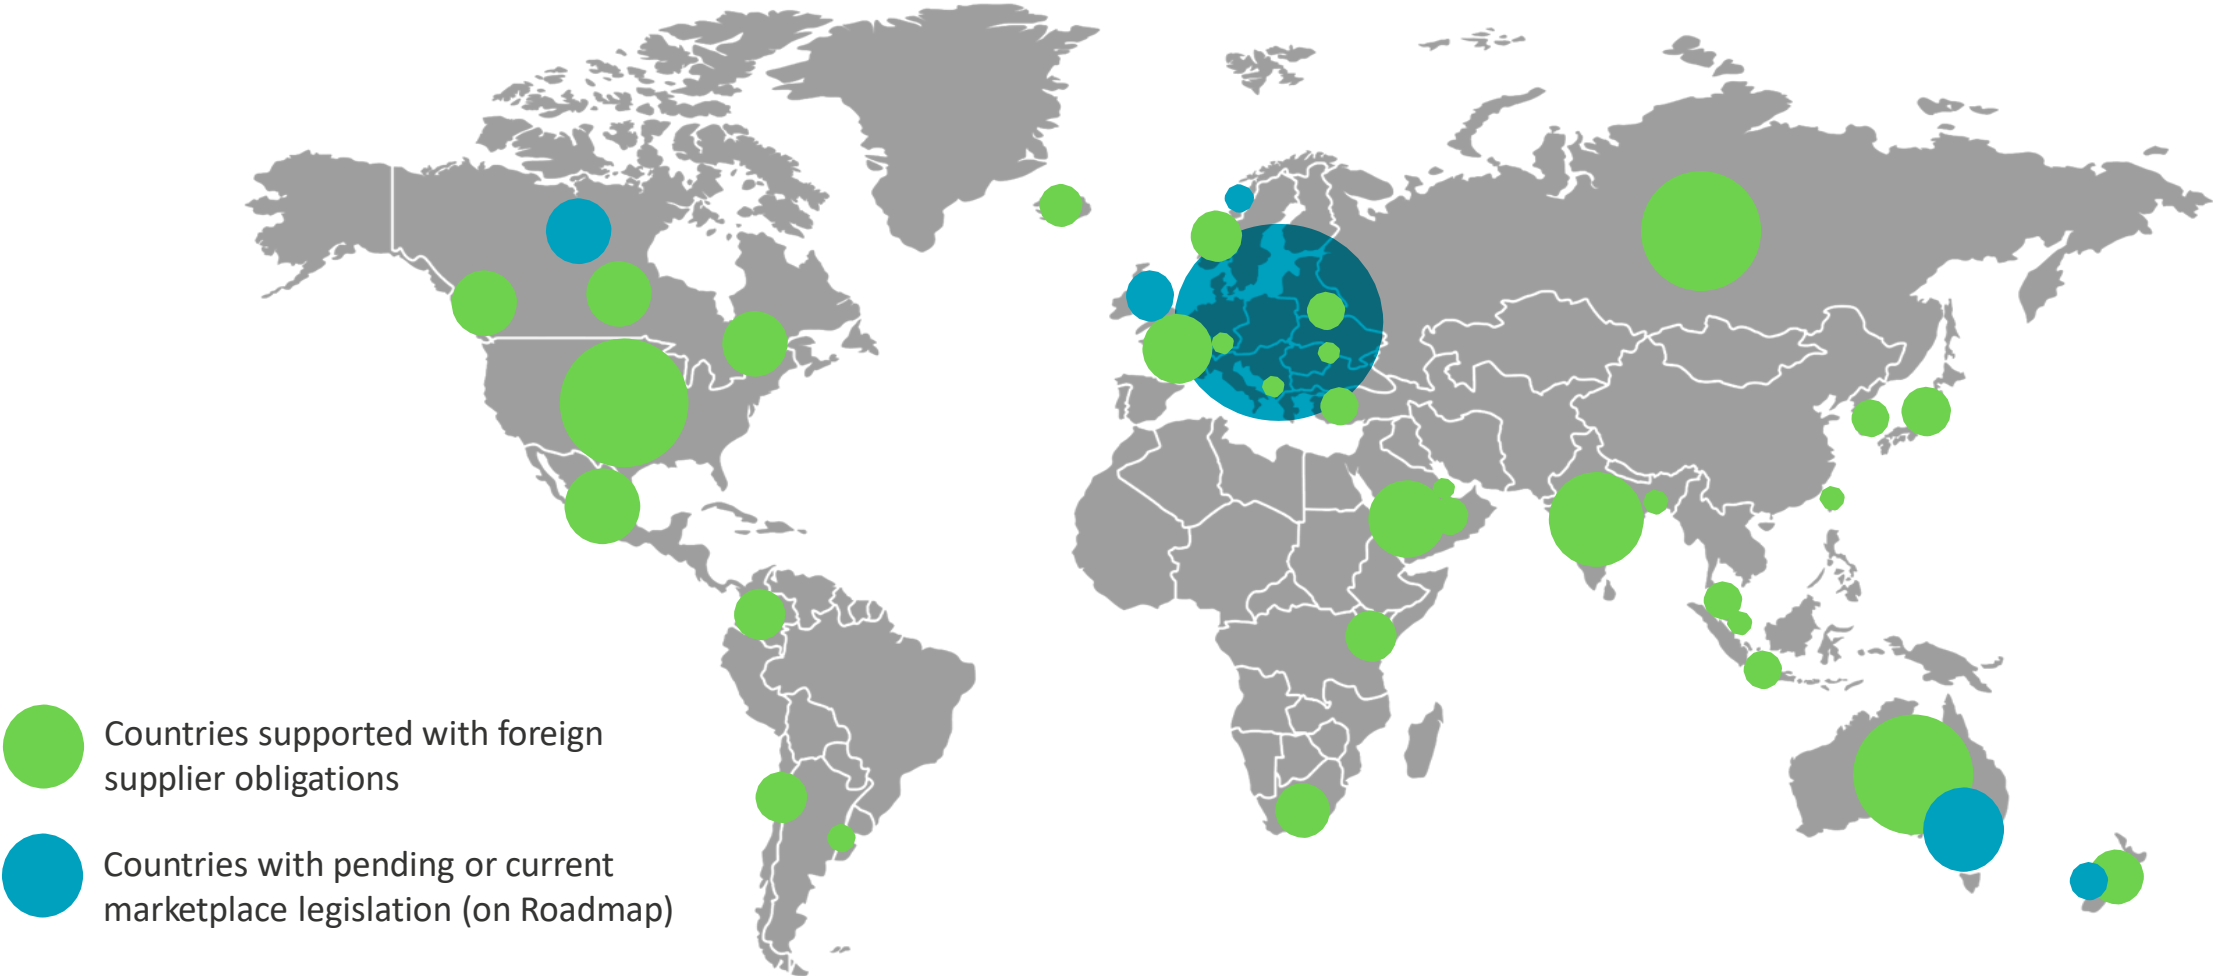 Countries supported with foreign
supplier obligations
Countries with pending or current
marketplace legislation (on Roadmap)